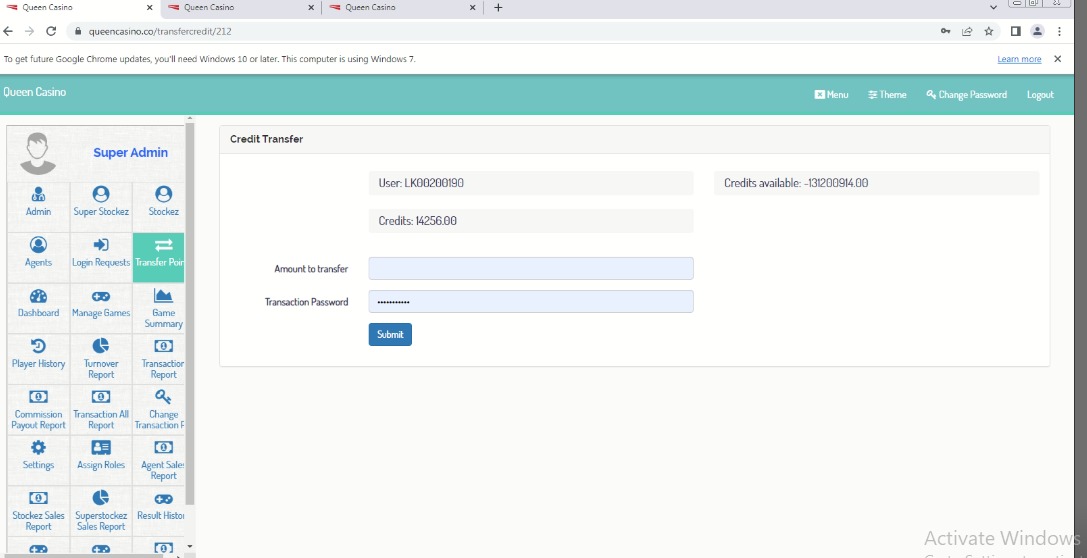 Queen Casino
Queen Casino
Queen Casino
queencasino.co/transfercredit/212
To get future Google Chrome updates, you'll need Windows 10 or later. This computer is using Windows 7.
Learn more
Queen Casino
Menu
Theme
Change Password
Logout
Super Admin
Admin
Super Stockez
Stockez
Agents
Login Requests
Transfer Poin
Dashboard
Manage Games
Game
Summary
Player History
Turnover
Report
Transaction
Report
Commission
Payout Report
Transaction All
Report
Change
Transaction P
Settings
Assign Roles
Agent Sales
Report
Stockez Sales
Report
Superstockez
Sales Report
Result Histor
Credit Transfer
User: LK00200190
Credits available: -131200914.00
Credits: 14256.00
Amount to transfer
Transaction Password
Submit
Activate Windows